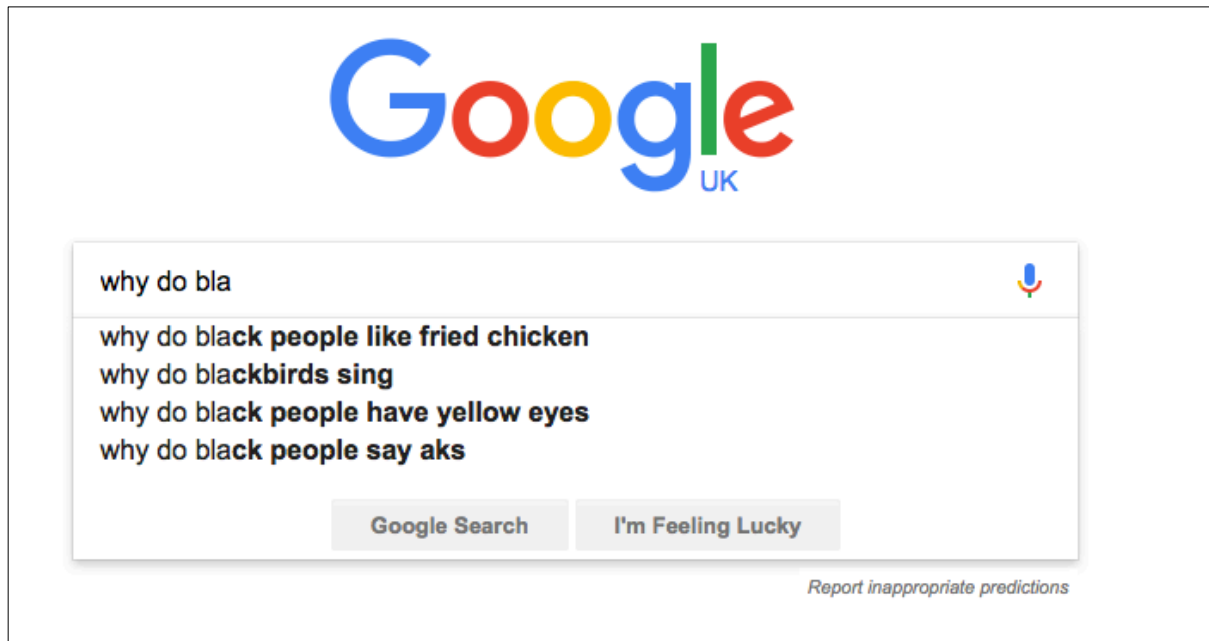 Google
UK
why do bla
why do black people like fried chicken
why do blackbirds sing
why do black people have yellow eyes
why do black people say aks
Google Search I'm Feeling Lucky
Report inappropriate predictions